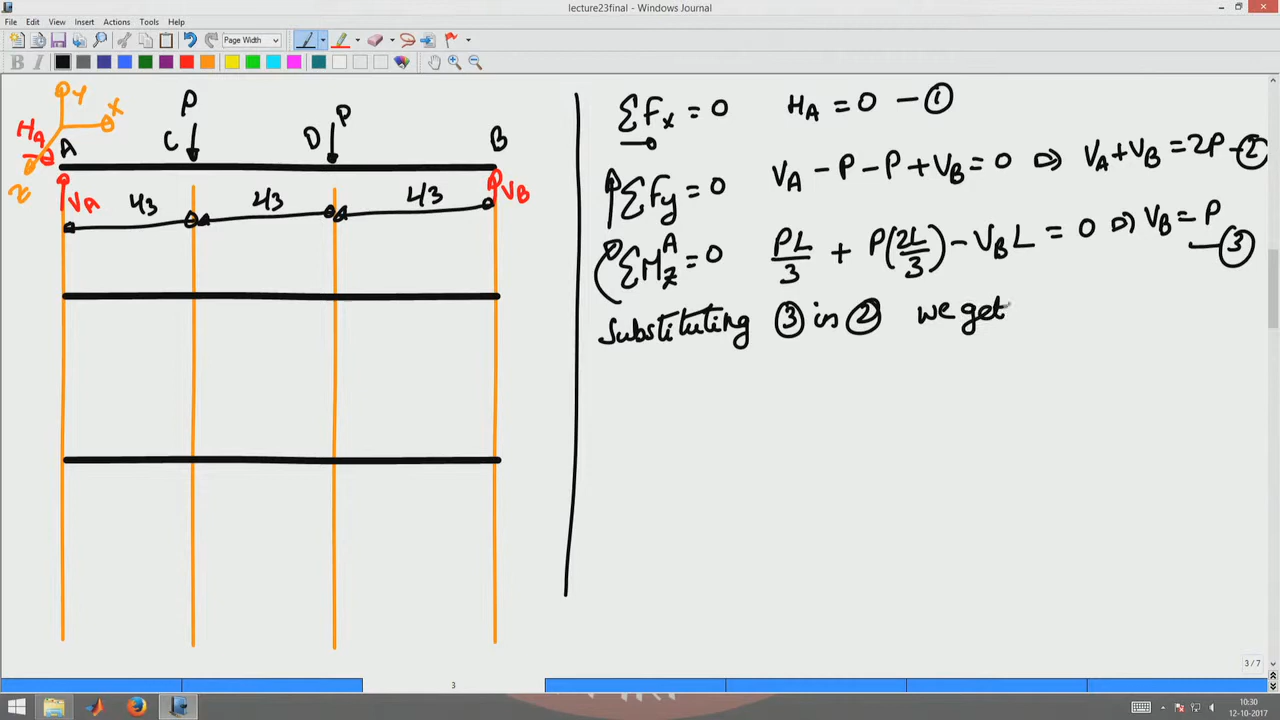 lecture23final - Windows Journal
File Edit View Insert Actions Tools Help
Page Width
B I
Y
X
Z
HA
A
P
C
D
P
B
VA
VB
L/3 L/3 L/3
ΣFx = 0 HA = 0 – ①
ΣFy = 0 VA – P – P + VB = 0 ⇒ VA + VB = 2P – ②
ΣM_z^A = 0 PL/3 + P(2L/3) – VB L = 0 ⇒ VB = P – ③
Substituting ③ in ② we get
3/7
3
10:30
12-10-2017